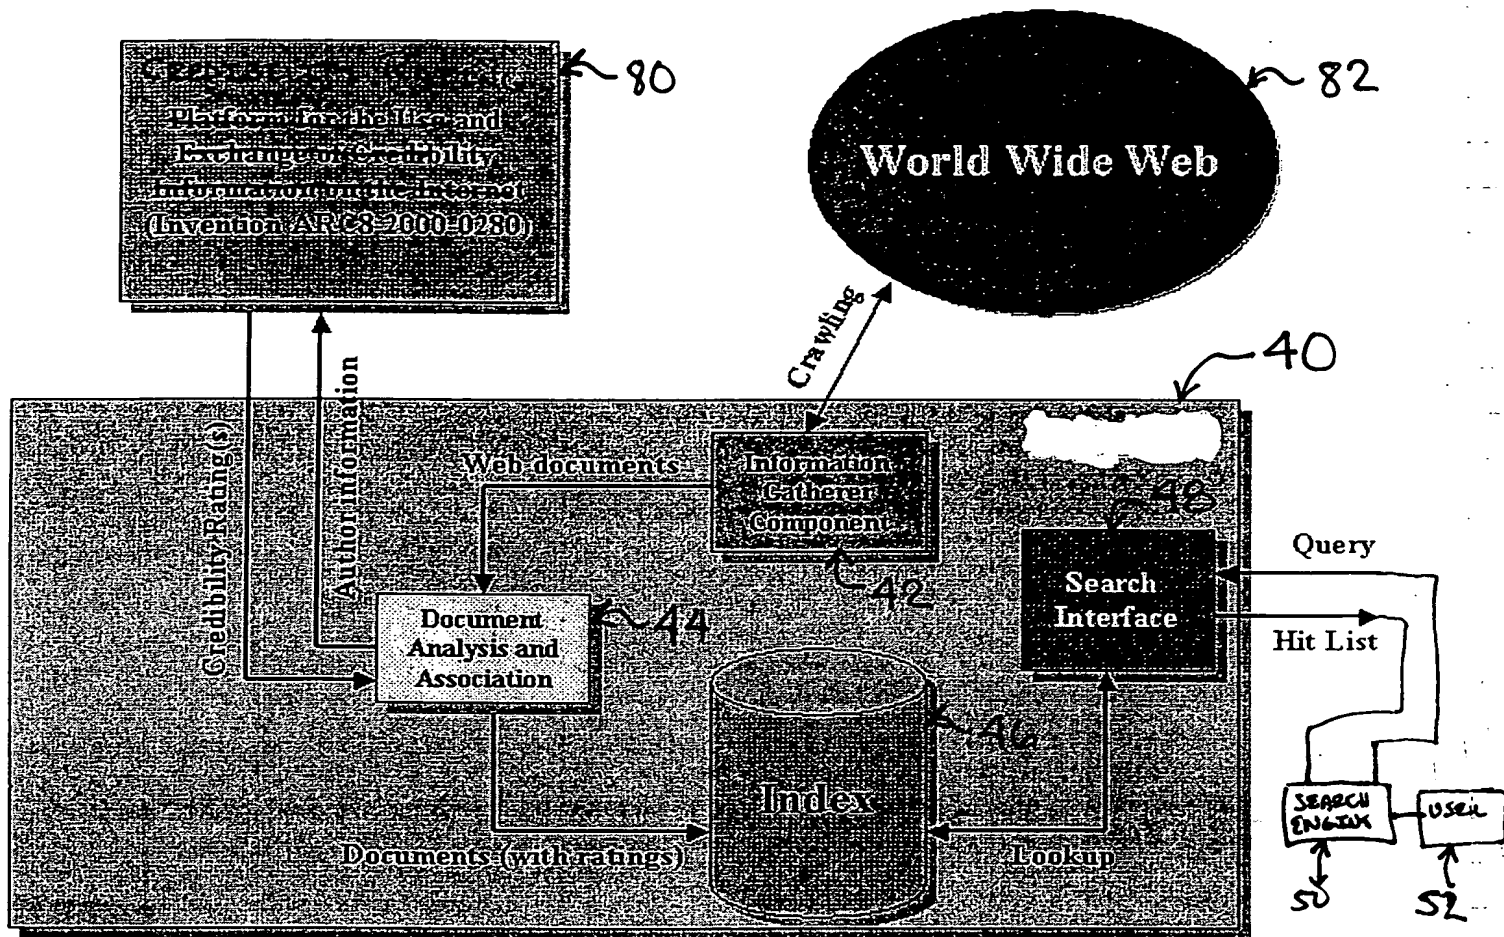 80
Platform for the Use and
Exchange of Credibility
Information on the Internet
(Invention ARC8-2000-0280)
82
World Wide Web
Crawling
40
Credibility Rating(s)
Author information
Web documents
Information
Gatherer
Component
42
48
Search
Interface
Query
Hit List
Document
Analysis and
Association
44
46
Index
Documents (with ratings)
Lookup
SEARCH
ENGINE
USER
50
52